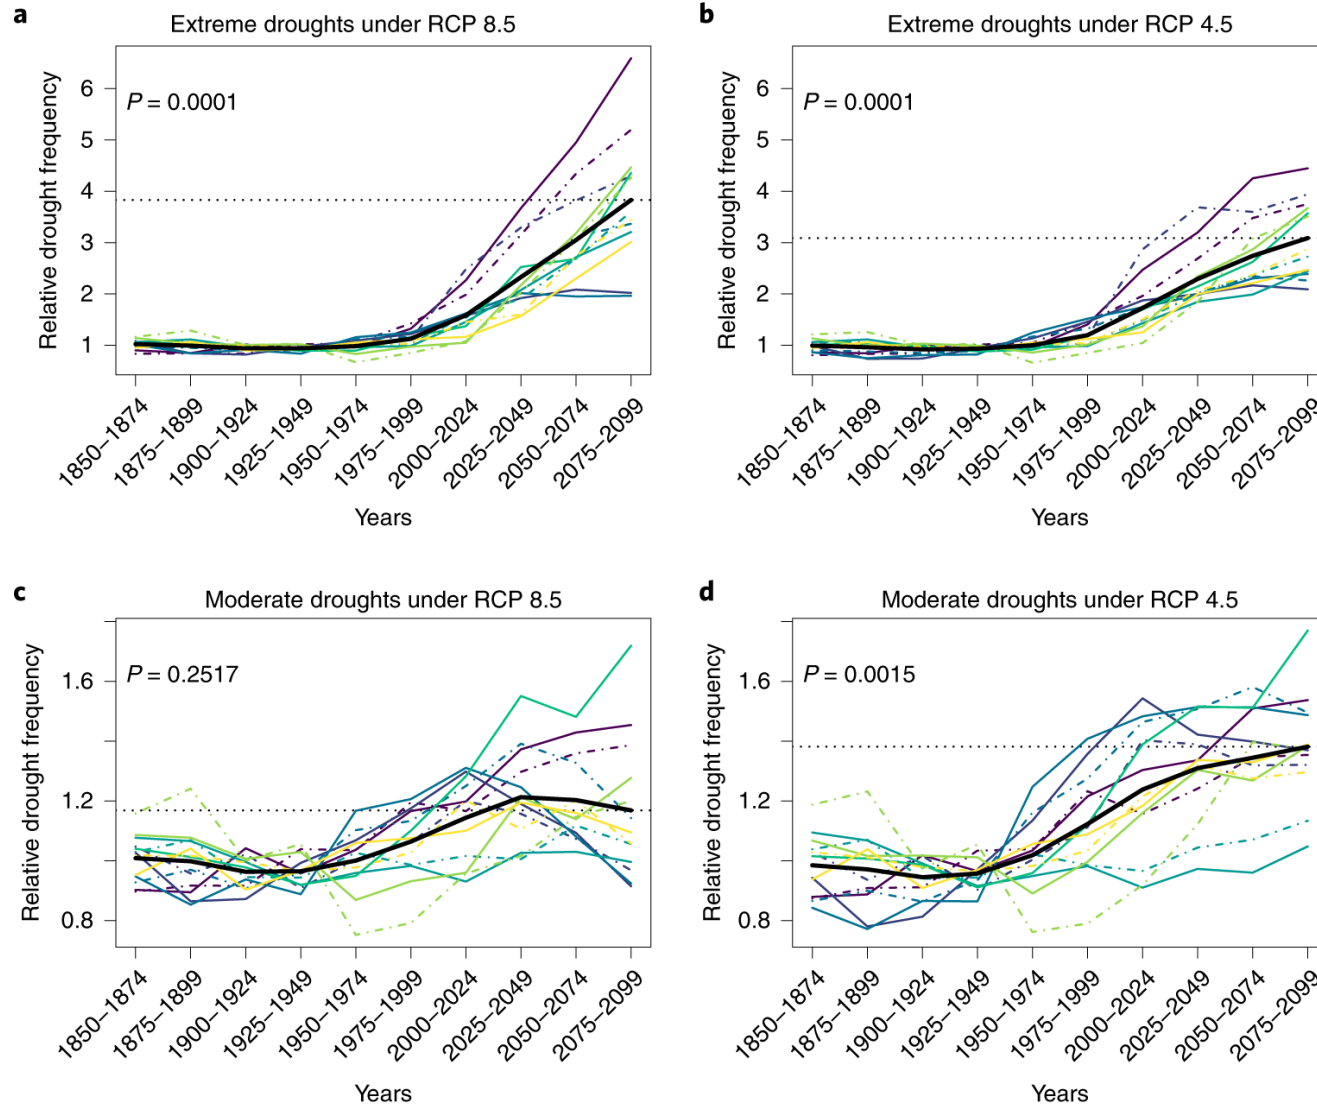 a
Extreme droughts under RCP 8.5
P = 0.0001
Relative drought frequency
6
5
4
3
2
1
1850–1874
1875–1899
1900–1924
1925–1949
1950–1974
1975–1999
2000–2024
2025–2049
2050–2074
2075–2099
Years
b
Extreme droughts under RCP 4.5
P = 0.0001
Relative drought frequency
6
5
4
3
2
1
1850–1874
1875–1899
1900–1924
1925–1949
1950–1974
1975–1999
2000–2024
2025–2049
2050–2074
2075–2099
Years
c
Moderate droughts under RCP 8.5
P = 0.2517
Relative drought frequency
1.6
1.2
0.8
1850–1874
1875–1899
1900–1924
1925–1949
1950–1974
1975–1999
2000–2024
2025–2049
2050–2074
2075–2099
Years
d
Moderate droughts under RCP 4.5
P = 0.0015
Relative drought frequency
1.6
1.2
0.8
1850–1874
1875–1899
1900–1924
1925–1949
1950–1974
1975–1999
2000–2024
2025–2049
2050–2074
2075–2099
Years